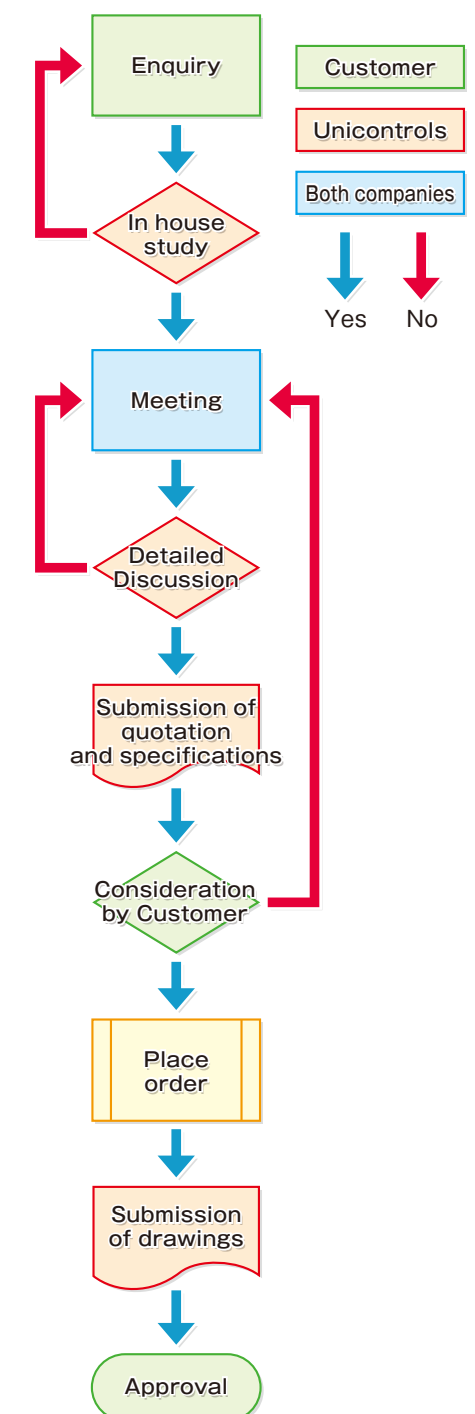 Enquiry
Customer
Unicontrols
Both companies
Yes
No
In house
study
Meeting
Detailed
Discussion
Submission of
quotation
and specifications
Consideration
by Customer
Place
order
Submission
of drawings
Approval